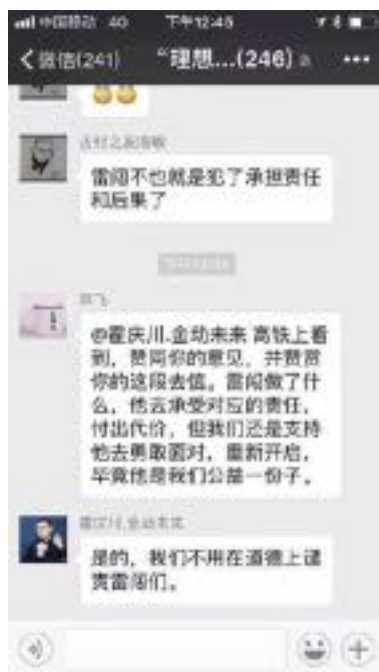 中国移动 4G 下午12:45
微信(241) “理想...(246)
雷闯不也就是犯了承担责任
和后果了
@霍庆川.金动未来 高铁上看
到，赞同你的意见，并赞赏
你的这段去信。雷闯做了什
么，他去承受对应的责任，
付出代价，但我们还是支持
他去勇敢面对，重新开启，
毕竟他是我们公益一份子。
是的，我们不用在道德上谴
责雷闯们。